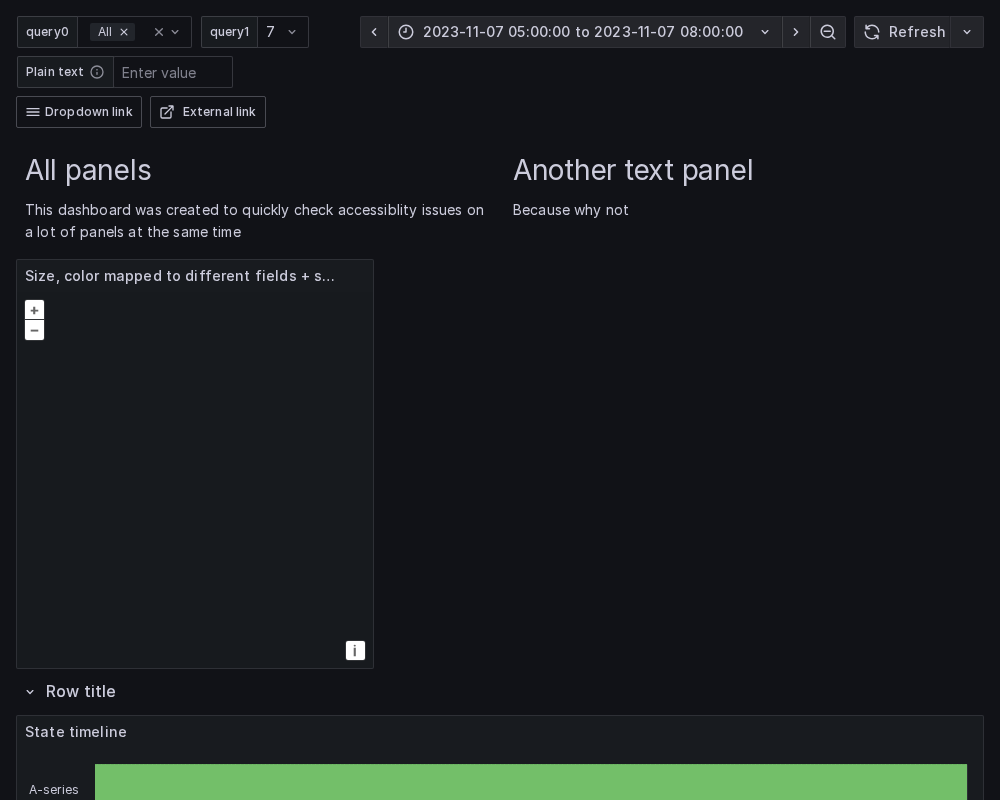 query0 All query1 7 2023-11-07 05:00:00 to 2023-11-07 08:00:00 Refresh
Plain text Enter value
Dropdown link External link
All panels
This dashboard was created to quickly check accessiblity issues on
a lot of panels at the same time
Another text panel
Because why not
Size, color mapped to different fields + s...
+
−
i
Row title
State timeline
A-series